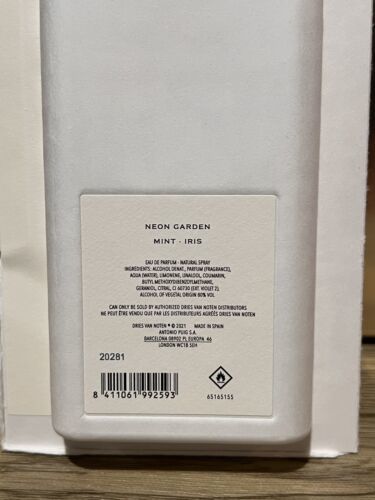 NEON GARDEN
MINT · IRIS
EAU DE PARFUM - NATURAL SPRAY
INGREDIENTS: ALCOHOL DENAT., PARFUM (FRAGRANCE),
AQUA (WATER), LIMONENE, LINALOOL, COUMARIN,
BUTYL METHOXYDIBENZOYLMETHANE,
GERANIOL, CITRAL, CI 60730 (EXT. VIOLET 2),
ALCOHOL OF VEGETAL ORIGIN 80% VOL
CAN ONLY BE SOLD BY AUTHORIZED DRIES VAN NOTEN DISTRIBUTORS
NE PEUT ÊTRE VENDU QUE PAR LES DISTRIBUTEURS AGRÉÉS DRIES VAN NOTEN
DRIES VAN NOTEN ® © 2021 MADE IN SPAIN
ANTONIO PUIG S.A.
BARCELONA 08902 PL EUROPA 46
LONDON WC1B 5EH
20281
8 411061 992593
65165155